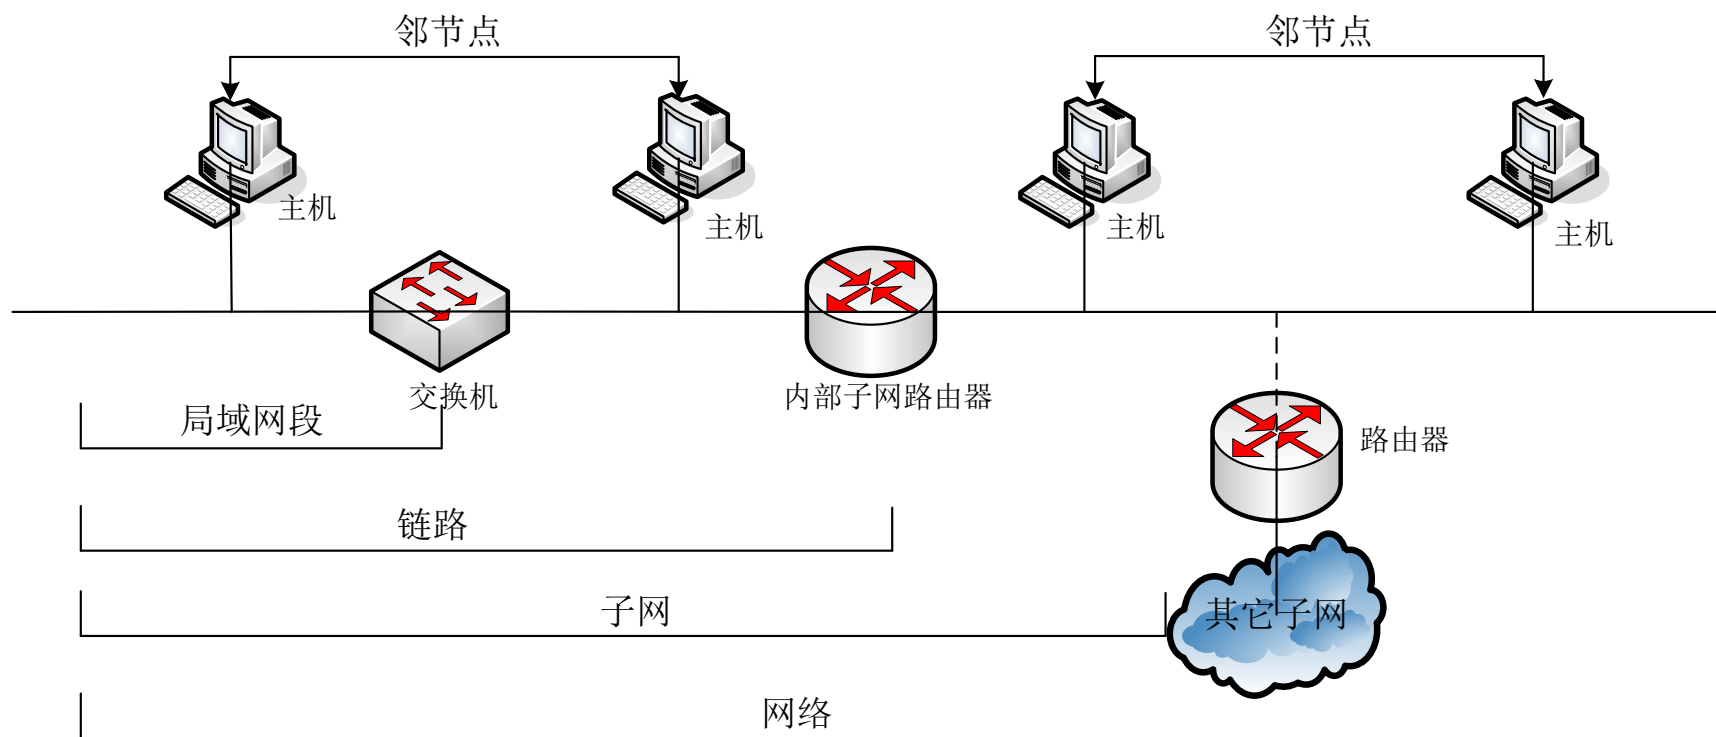 邻节点
邻节点
主机
主机
主机
主机
交换机
内部子网路由器
局域网段
路由器
链路
子网
其它子网
网络